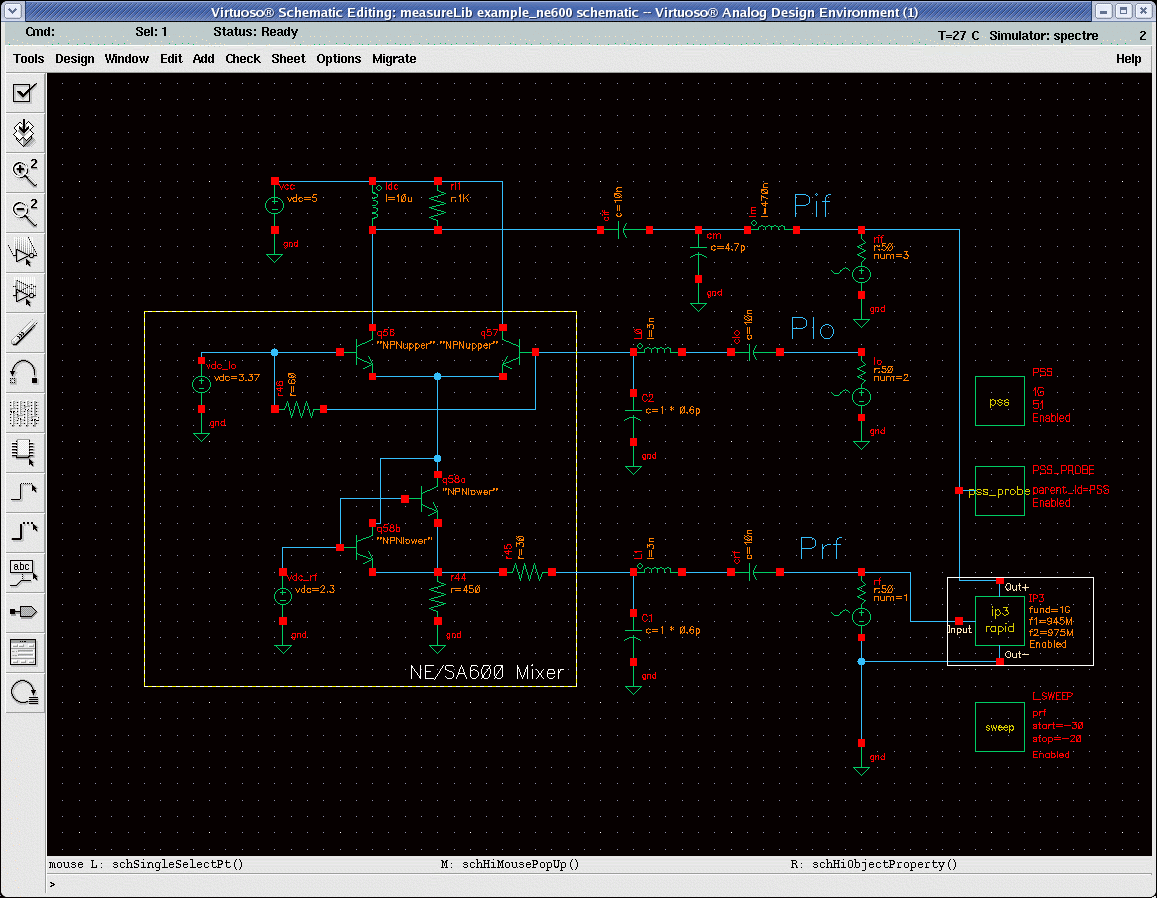 Virtuoso® Schematic Editing: measureLib example_ne600 schematic -- Virtuoso® Analog Design Environment (1)
Cmd: Sel: 1 Status: Ready T=27 C Simulator: spectre 2
Tools Design Window Edit Add Check Sheet Options Migrate Help
2
2
abc
vcc
vdc=5
gnd
ldc
l=10u
rl1
r:1K
cif
c=10n
cm
c=4.7p
gnd
lm
l=470n
Pif
rif
r:50
num=3
gnd
q56
"NPNupper"
q57
"NPNupper"
vdc_lo
vdc=3.37
gnd
r46
r=60
L0
l=3n
clo
c=10n
Plo
lo
r:50
num=2
gnd
C2
c=1 * 0.6p
gnd
pss
PSS
1G
51
Enabled
q58a
"NPNlower"
q58b
"NPNlower"
pss_probe
PSS_PROBE
parent_id=PSS
Enabled
vdc_rf
vdc=2.3
gnd
r44
r=450
gnd
r45
r=30
L1
l=3n
crf
c=10n
Prf
rf
r:50
num=1
C1
c=1 * 0.6p
gnd
Out+
Input
ip3
rapid
Out-
IP3
fund=1G
f1=945M
f2=975M
Enabled
NE/SA600 Mixer
gnd
sweep
prf
start=-30
stop=-20
Enabled
mouse L: schSingleSelectPt() M: schHiMousePopUp() R: schHiObjectProperty()
>